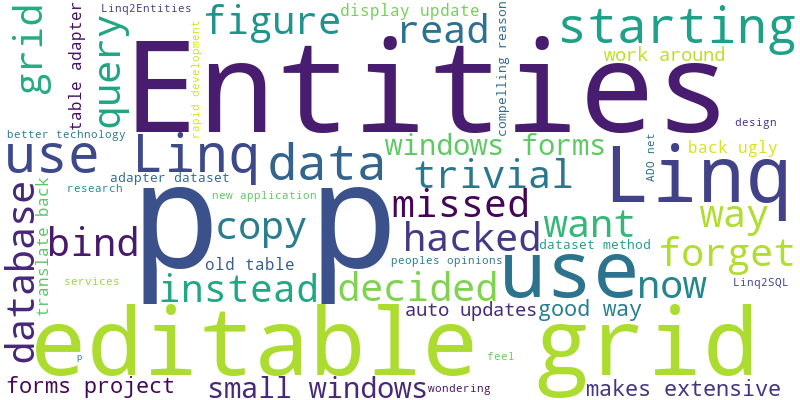 Linq2Entities
display update
grid
table adapter
query
rapid development
figure
read
compelling reason
starting
work around
Entities
design
better technology
use Linq
data
windows forms
ADO net
back ugly
adapter dataset
trivial
Linq
research
new application
database
translate back
p p
copy
missed
way
bind
hacked
want
dataset method
forget
old table
peoples opinions
use
services
instead
decided
now
Linq2SQL
auto updates
good way
editable grid
p
feel
forms project
small windows
wondering
makes extensive